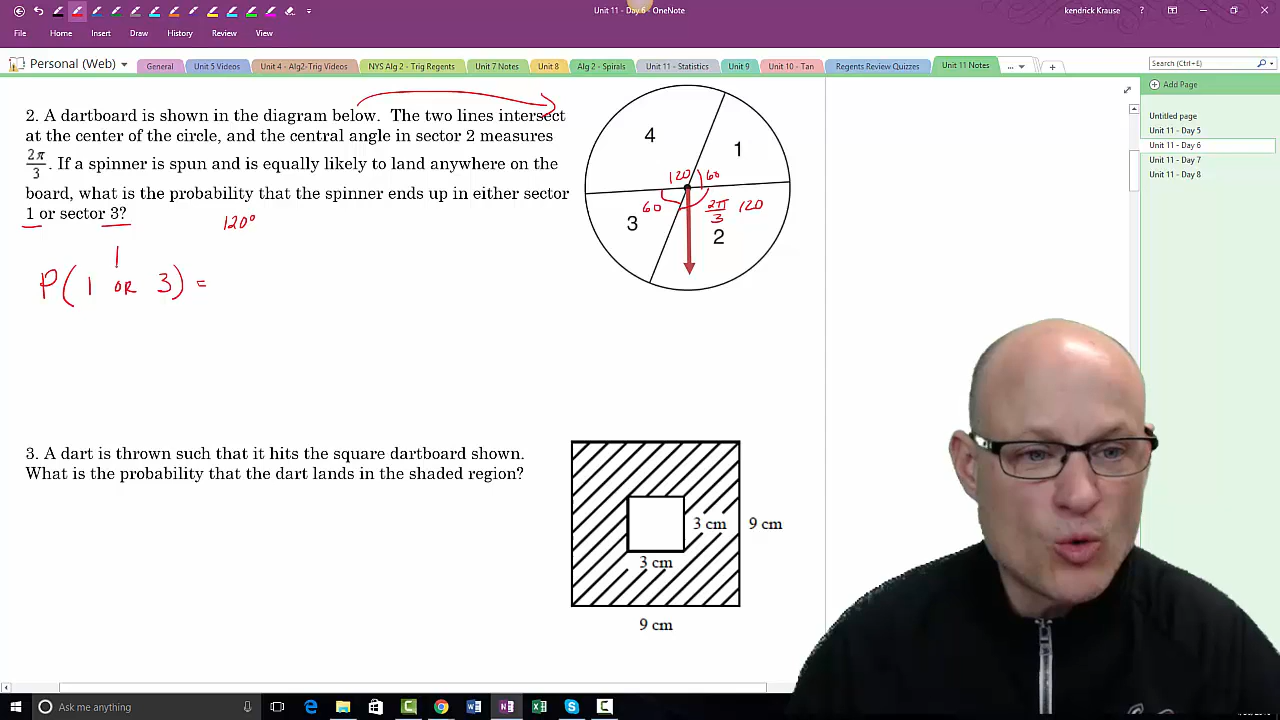 Unit 11 - Day 6 - OneNote
kendrick Krause
?
File Home Insert Draw History Review View
Personal (Web)
General
Unit 5 Videos
Unit 4 - Alg2-Trig Videos
NYS Alg 2 - Trig Regents
Unit 7 Notes
Unit 8
Alg 2 - Spirals
Unit 11 - Statistics
Unit 9
Unit 10 - Tan
Regents Review Quizzes
Unit 11 Notes
...
Search (Ctrl+E)
Add Page
Untitled page
Unit 11 - Day 5
Unit 11 - Day 6
Unit 11 - Day 7
Unit 11 - Day 8
2. A dartboard is shown in the diagram below. The two lines intersect
at the center of the circle, and the central angle in sector 2 measures
2π/3. If a spinner is spun and is equally likely to land anywhere on the
board, what is the probability that the spinner ends up in either sector
1 or sector 3?
120°
P( 1 OR 3) =
4
1
120 60
60 2π/3 120
3
2
3. A dart is thrown such that it hits the square dartboard shown.
What is the probability that the dart lands in the shaded region?
3 cm
9 cm
3 cm
9 cm
Ask me anything